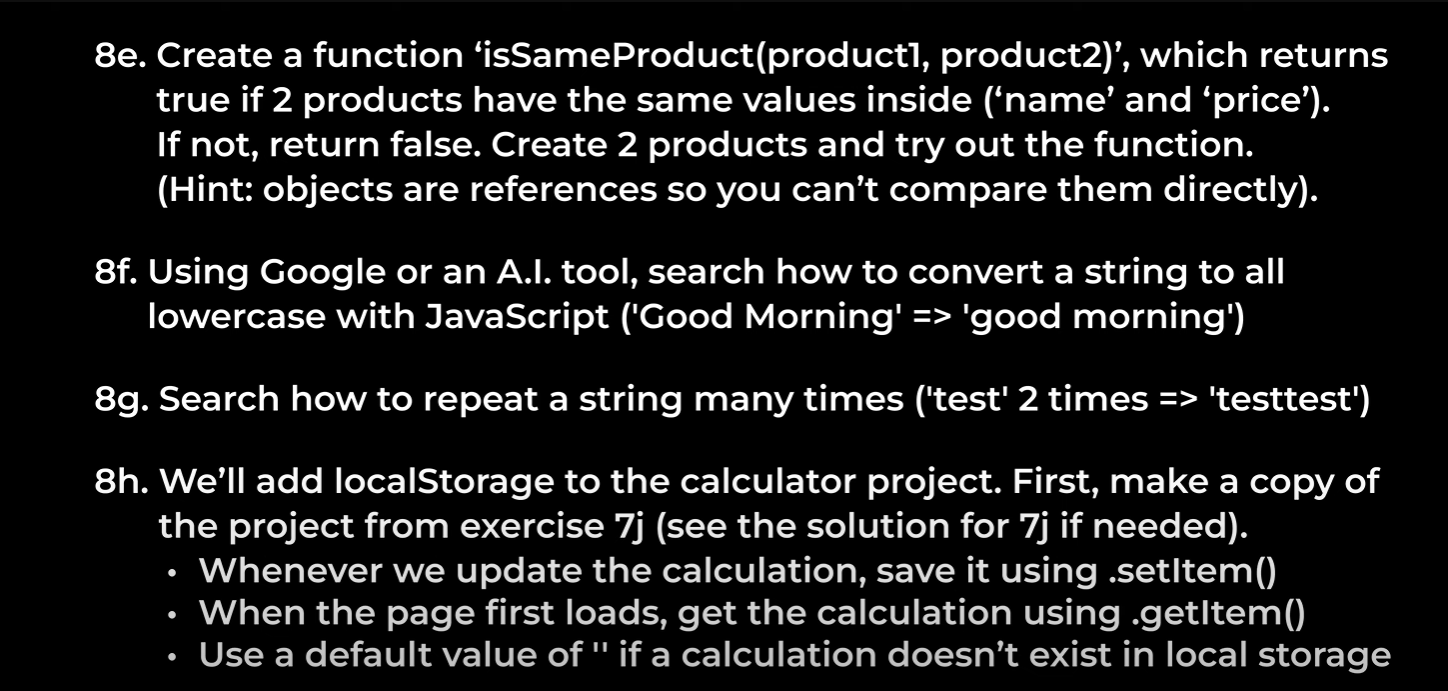 8e. Create a function ‘isSameProduct(product1, product2)’, which returns
true if 2 products have the same values inside (‘name’ and ‘price’).
If not, return false. Create 2 products and try out the function.
(Hint: objects are references so you can’t compare them directly).
8f. Using Google or an A.I. tool, search how to convert a string to all
lowercase with JavaScript ('Good Morning' => 'good morning')
8g. Search how to repeat a string many times ('test' 2 times => 'testtest')
8h. We’ll add localStorage to the calculator project. First, make a copy of
the project from exercise 7j (see the solution for 7j if needed).
• Whenever we update the calculation, save it using .setItem()
• When the page first loads, get the calculation using .getItem()
• Use a default value of '' if a calculation doesn’t exist in local storage